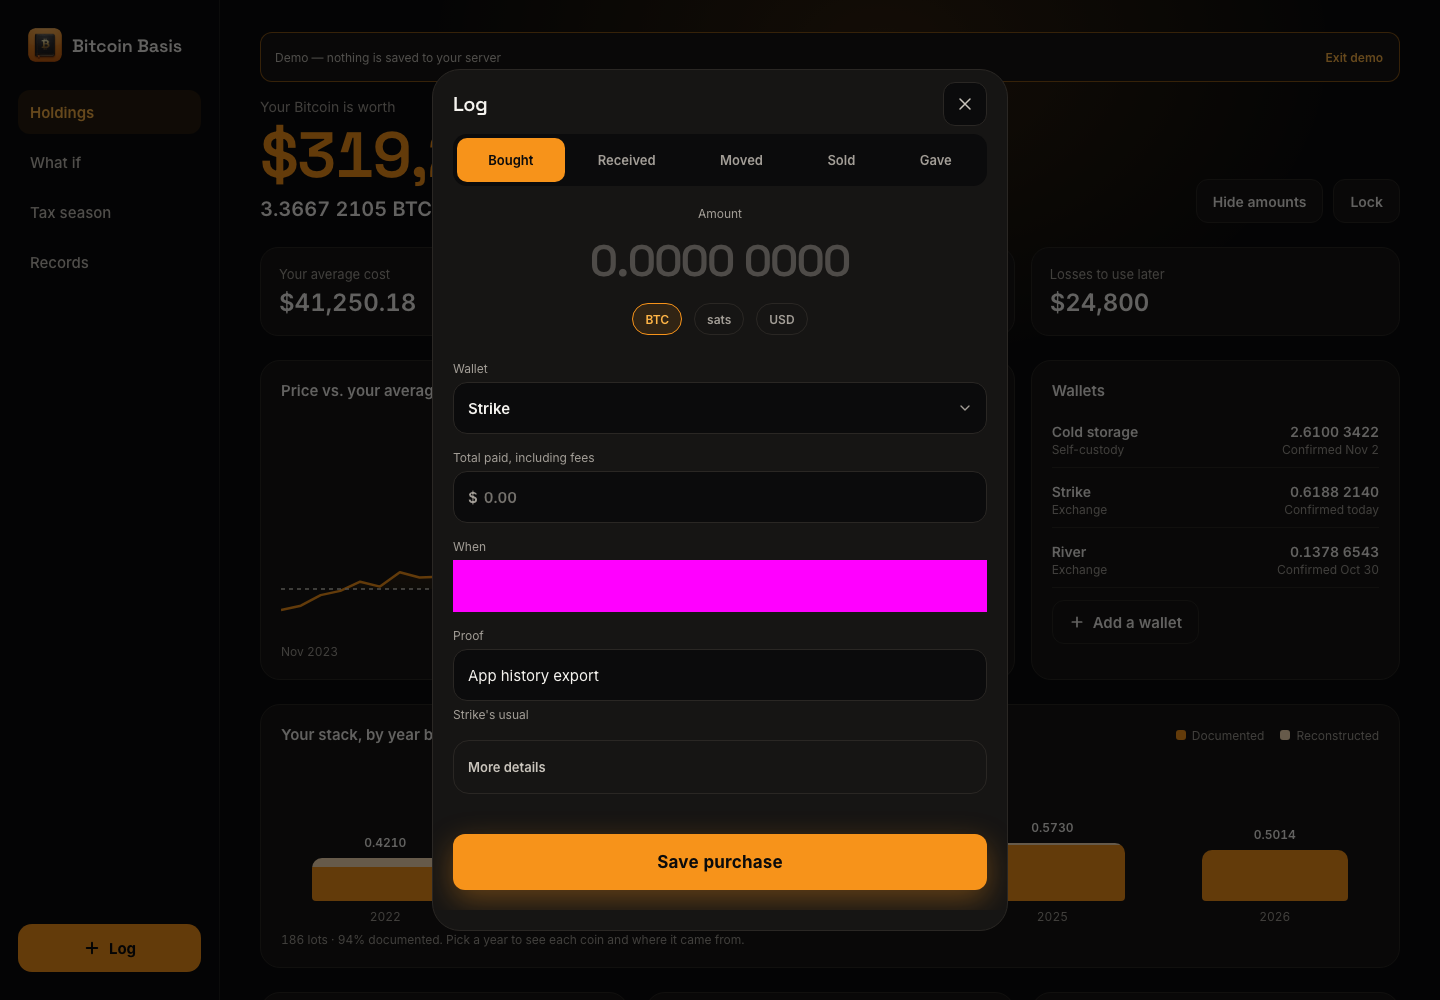 Bitcoin Basis
Holdings
What if
Tax season
Records
Log
Demo — nothing is saved to your server
Exit demo
Your Bitcoin is worth
$319,
3.3667 2105 BTC
Hide amounts
Lock
Your average cost
$41,250.18
Losses to use later
$24,800
Price vs. your
Nov 2023
Wallets
Cold storage
2.6100 3422
Self-custody
Confirmed Nov 2
Strike
0.6188 2140
Exchange
Confirmed today
River
0.1378 6543
Exchange
Confirmed Oct 30
Add a wallet
Your stack, by year
Documented
Reconstructed
0.4210
0.5730
0.5014
2022
2025
2026
186 lots · 94% documented. Pick a year to see each coin and where it came from.
Log
Bought
Received
Moved
Sold
Gave
Amount
0.0000 0000
BTC
sats
USD
Wallet
Strike
Total paid, including fees
$ 0.00
When
Proof
App history export
Strike's usual
More details
Save purchase